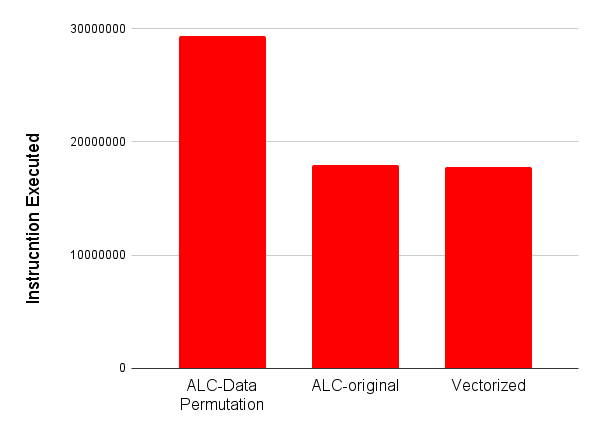 30000000
20000000
10000000
0
Instrucntion Executed
ALC-Data
Permutation
ALC-original
Vectorized